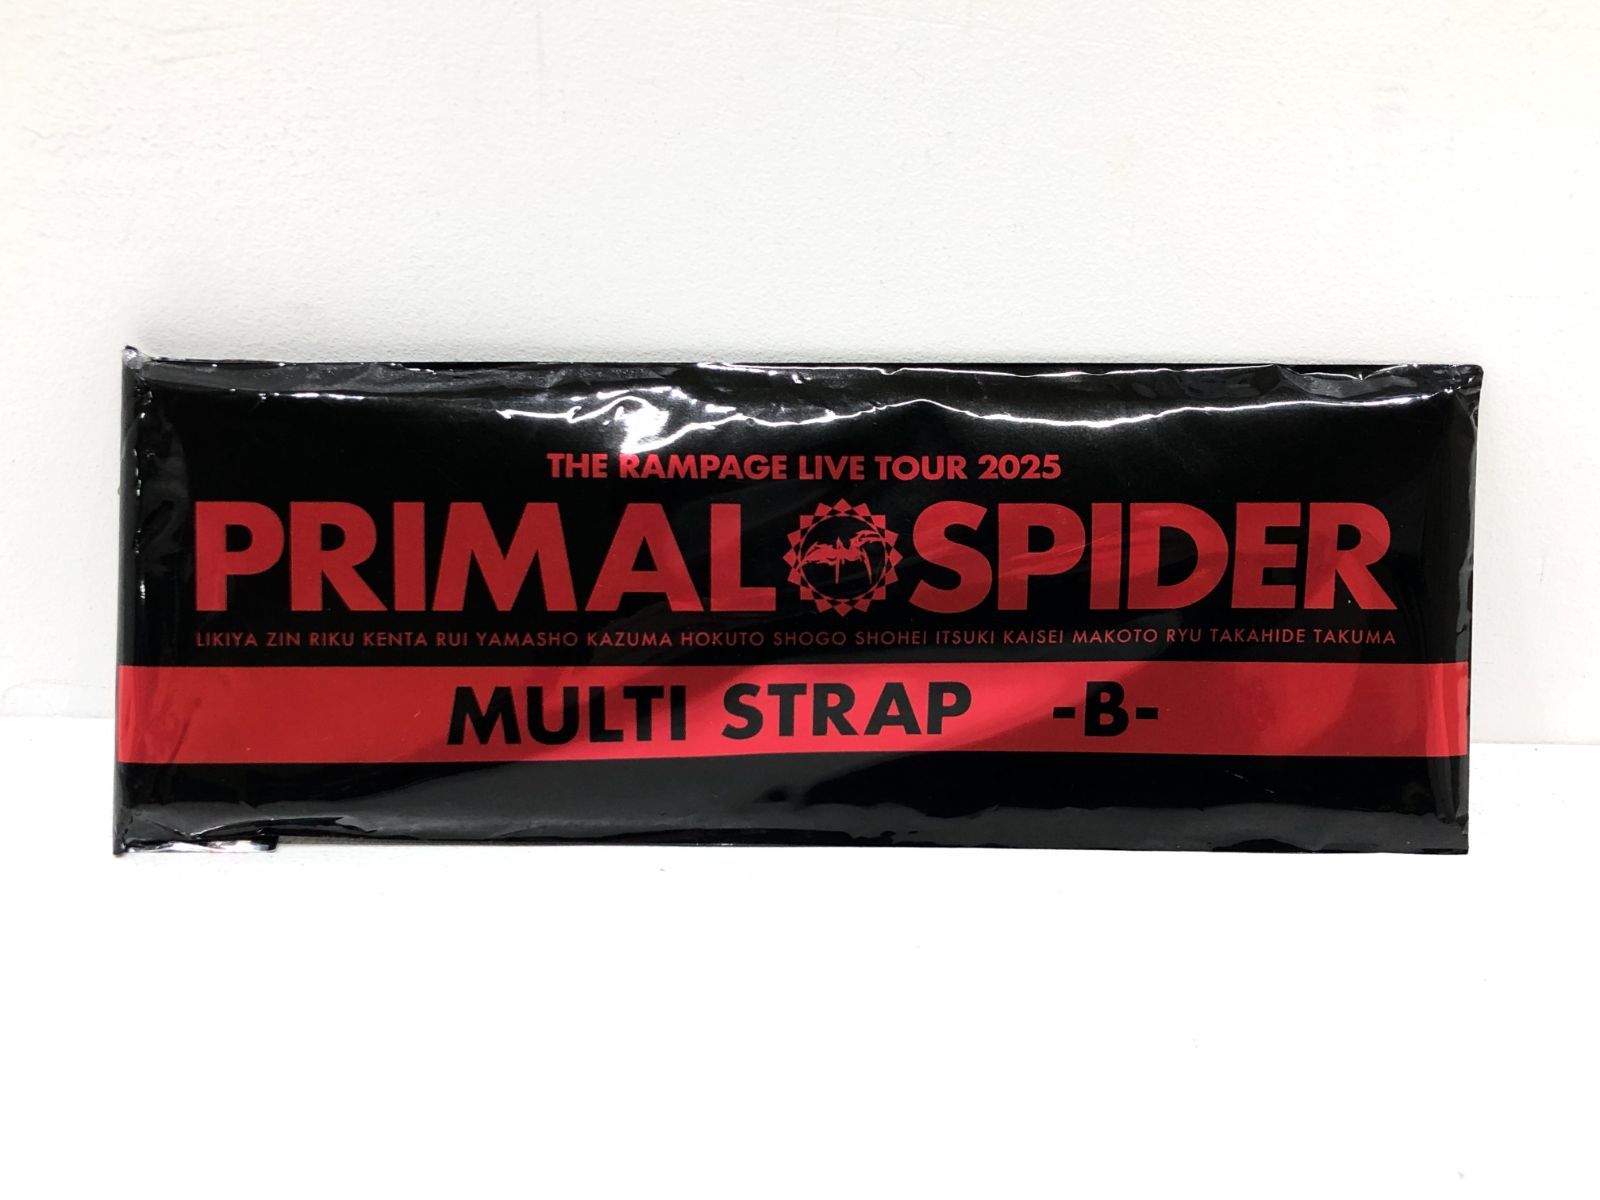 THE RAMPAGE LIVE TOUR 2025
PRIMAL SPIDER
LIKIYA ZIN RIKU KENTA RUI YAMASHO KAZUMA HOKUTO SHOGO SHOHEI ITSUKI KAISEI MAKOTO RYU TAKAHIDE TAKUMA
MULTI STRAP -B-